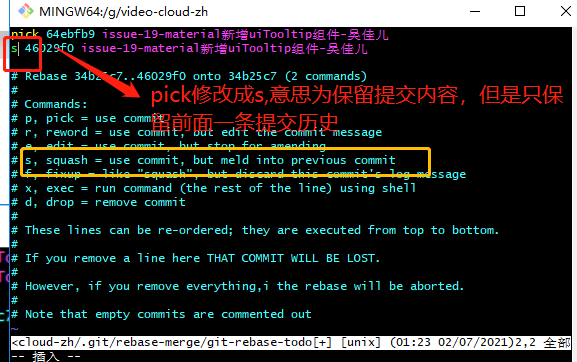 MINGW64:/g/video-cloud-zh
pick 64ebfb9 issue-19-material新增uiTooltip组件-吴佳儿
s 46029f0 issue-19-material新增uiTooltip组件-吴佳儿
# Rebase 34b25c7..46029f0 onto 34b25c7 (2 commands)
#
# Commands:
# p, pick = use commit
# r, reword = use commit, but edit the commit message
# e, edit = use commit, but stop for amending
# s, squash = use commit, but meld into previous commit
# f, fixup = like "squash", but discard this commit's log message
# x, exec = run command (the rest of the line) using shell
# d, drop = remove commit
#
# These lines can be re-ordered; they are executed from top to bottom.
#
# If you remove a line here THAT COMMIT WILL BE LOST.
#
# However, if you remove everything,i the rebase will be aborted.
#
# Note that empty commits are commented out
~
<cloud-zh/.git/rebase-merge/git-rebase-todo[+] [unix] (01:23 02/07/2021)2,2 全部
-- 插入 --
pick修改成s,意思为保留提交内容，但是只保
留前面一条提交历史